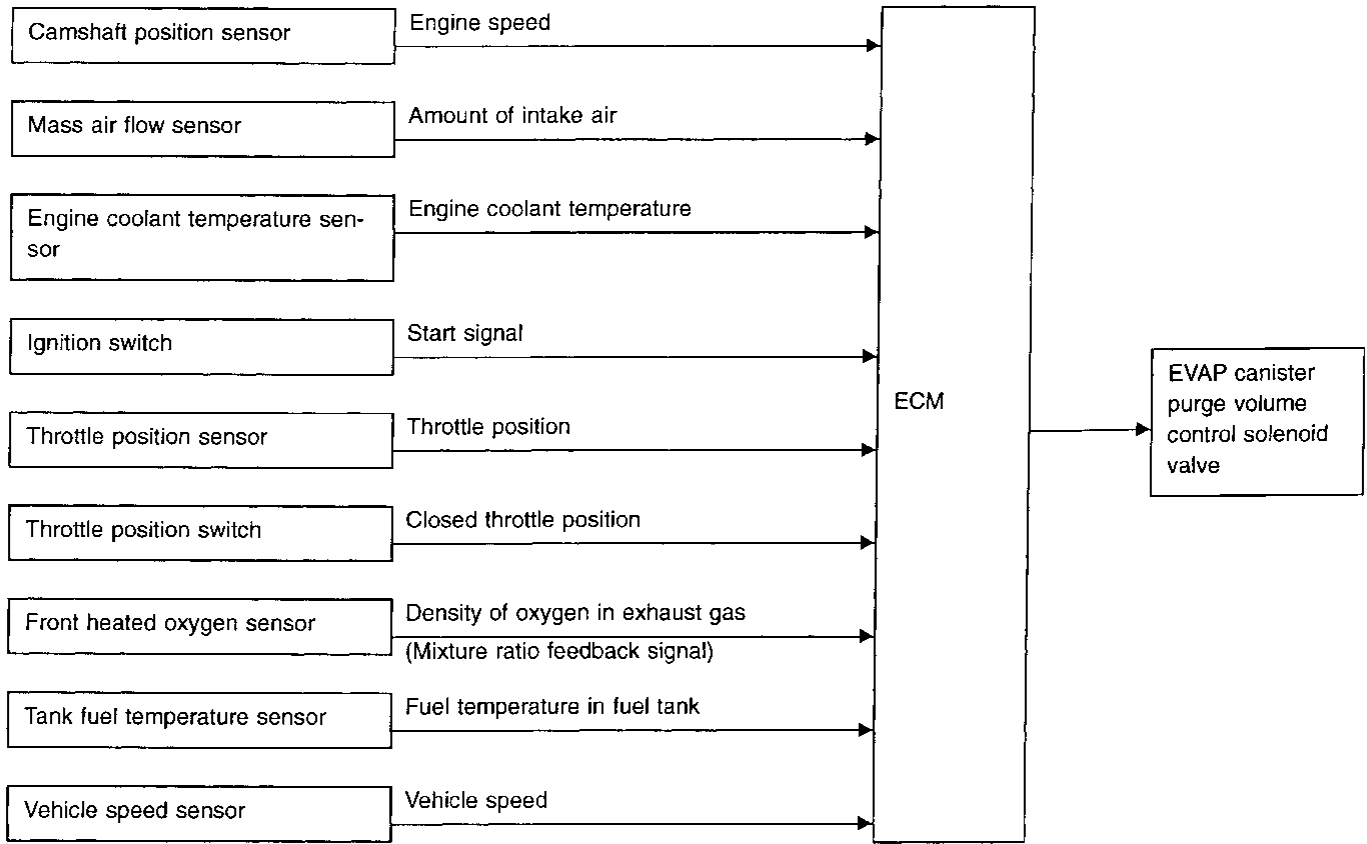 Camshaft position sensor
Engine speed
Mass air flow sensor
Amount of intake air
Engine coolant temperature sen-
sor
Engine coolant temperature
Ignition switch
Start signal
Throttle position sensor
Throttle position
Throttle position switch
Closed throttle position
Front heated oxygen sensor
Density of oxygen in exhaust gas
(Mixture ratio feedback signal)
Tank fuel temperature sensor
Fuel temperature in fuel tank
Vehicle speed sensor
Vehicle speed
ECM
EVAP canister
purge volume
control solenoid
valve